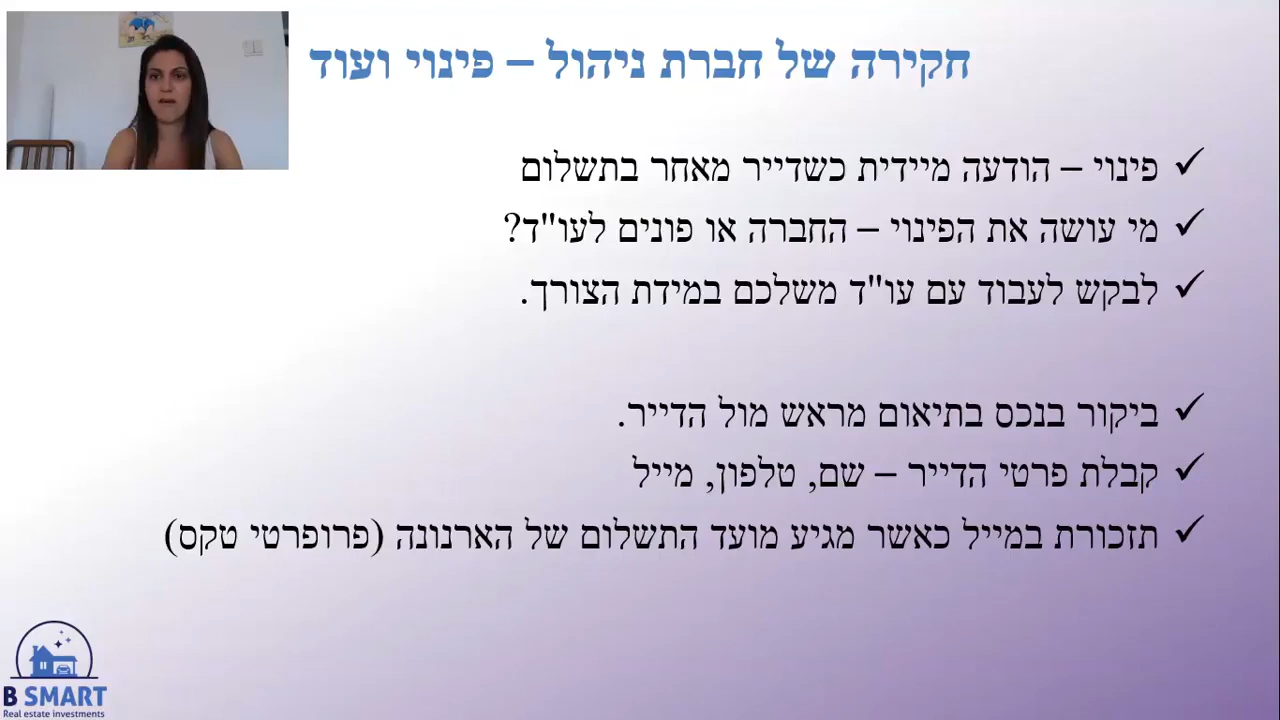 חקירה של חברת ניהול – פינוי ועוד
✓ פינוי – הודעה מיידית כשדייר מאחר בתשלום
✓ מי עושה את הפינוי – החברה או פונים לעו"ד?
✓ לבקש לעבוד עם עו"ד משלכם במידת הצורך.
✓ ביקור בנכס בתיאום מראש מול הדייר.
✓ קבלת פרטי הדייר – שם, טלפון, מייל
✓ תזכורת במייל כאשר מגיע מועד התשלום של הארנונה (פרופרטי טקס)
B SMART
Real estate investments